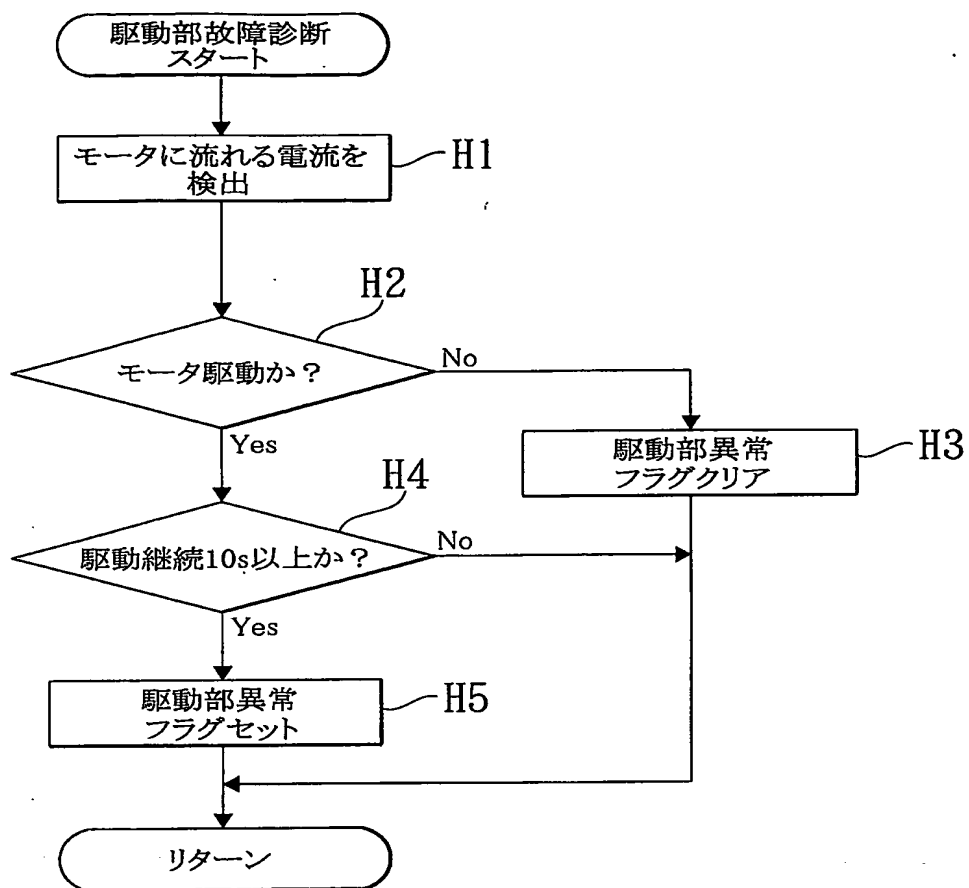 駆動部故障診断
スタート
モータに流れる電流を
検出
H1
H2
モータ駆動か?
No
Yes
駆動部異常
フラグクリア
H3
H4
駆動継続10s以上か?
No
Yes
駆動部異常
フラグセット
H5
リターン